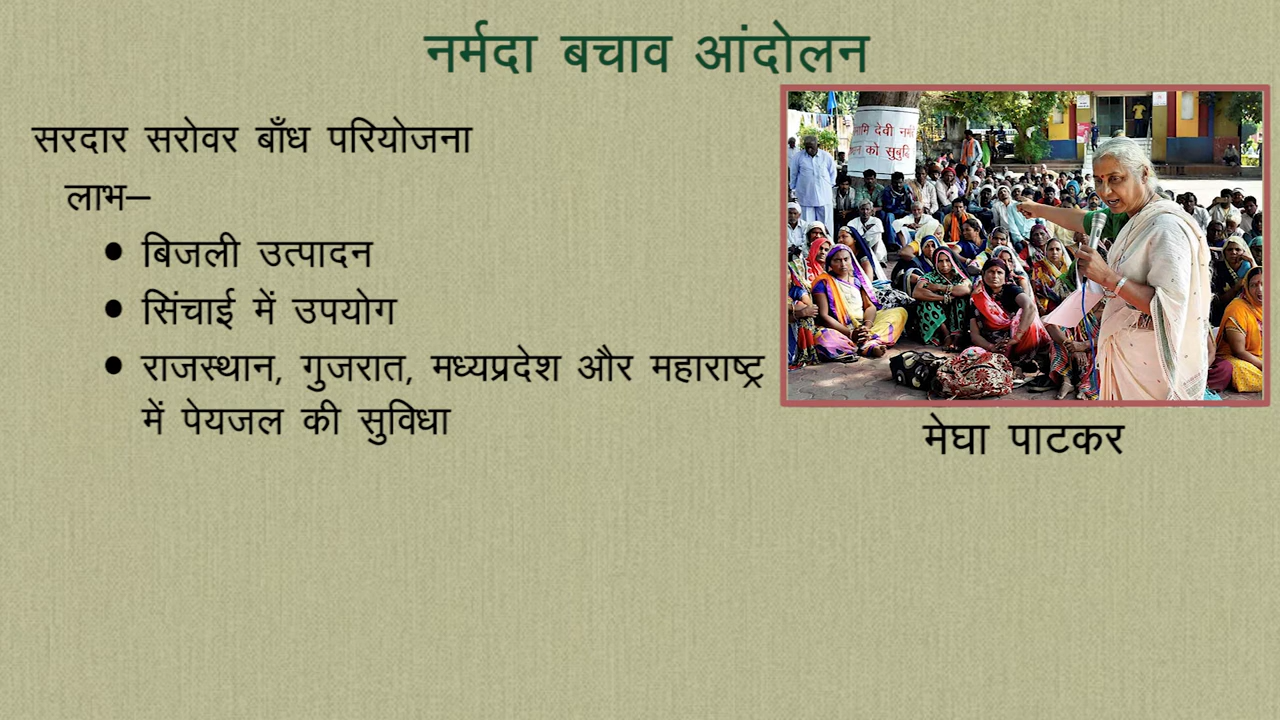 नर्मदा बचाव आंदोलन
सरदार सरोवर बाँध परियोजना
लाभ–
• बिजली उत्पादन
• सिंचाई में उपयोग
• राजस्थान, गुजरात, मध्यप्रदेश और महाराष्ट्र
में पेयजल की सुविधा
देवी
को सुबुद्धि
मेघा पाटकर